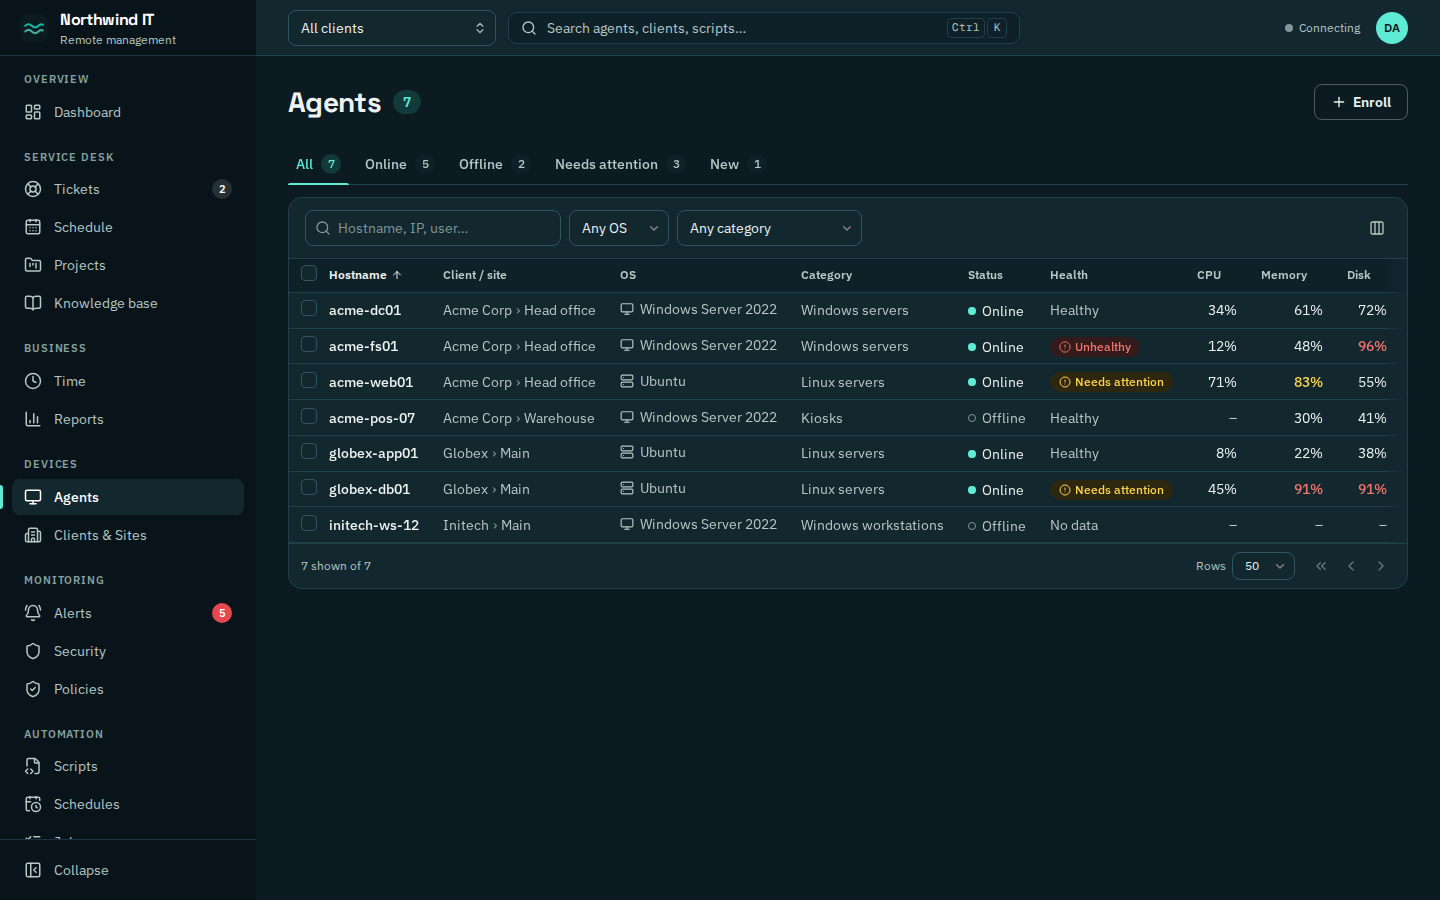 Northwind IT
Remote management
All clients
Search agents, clients, scripts...
Ctrl K
Connecting
DA
OVERVIEW
Dashboard
SERVICE DESK
Tickets 2
Schedule
Projects
Knowledge base
BUSINESS
Time
Reports
DEVICES
Agents
Clients & Sites
MONITORING
Alerts 5
Security
Policies
AUTOMATION
Scripts
Schedules
Collapse
Agents 7
Enroll
All 7 Online 5 Offline 2 Needs attention 3 New 1
Hostname, IP, user... Any OS Any category
Hostname Client / site OS Category Status Health CPU Memory Disk
acme-dc01 Acme Corp › Head office Windows Server 2022 Windows servers Online Healthy 34% 61% 72%
acme-fs01 Acme Corp › Head office Windows Server 2022 Windows servers Online Unhealthy 12% 48% 96%
acme-web01 Acme Corp › Head office Ubuntu Linux servers Online Needs attention 71% 83% 55%
acme-pos-07 Acme Corp › Warehouse Windows Server 2022 Kiosks Offline Healthy – 30% 41%
globex-app01 Globex › Main Ubuntu Linux servers Online Healthy 8% 22% 38%
globex-db01 Globex › Main Ubuntu Linux servers Online Needs attention 45% 91% 91%
initech-ws-12 Initech › Main Windows Server 2022 Windows workstations Offline No data – – –
7 shown of 7
Rows 50